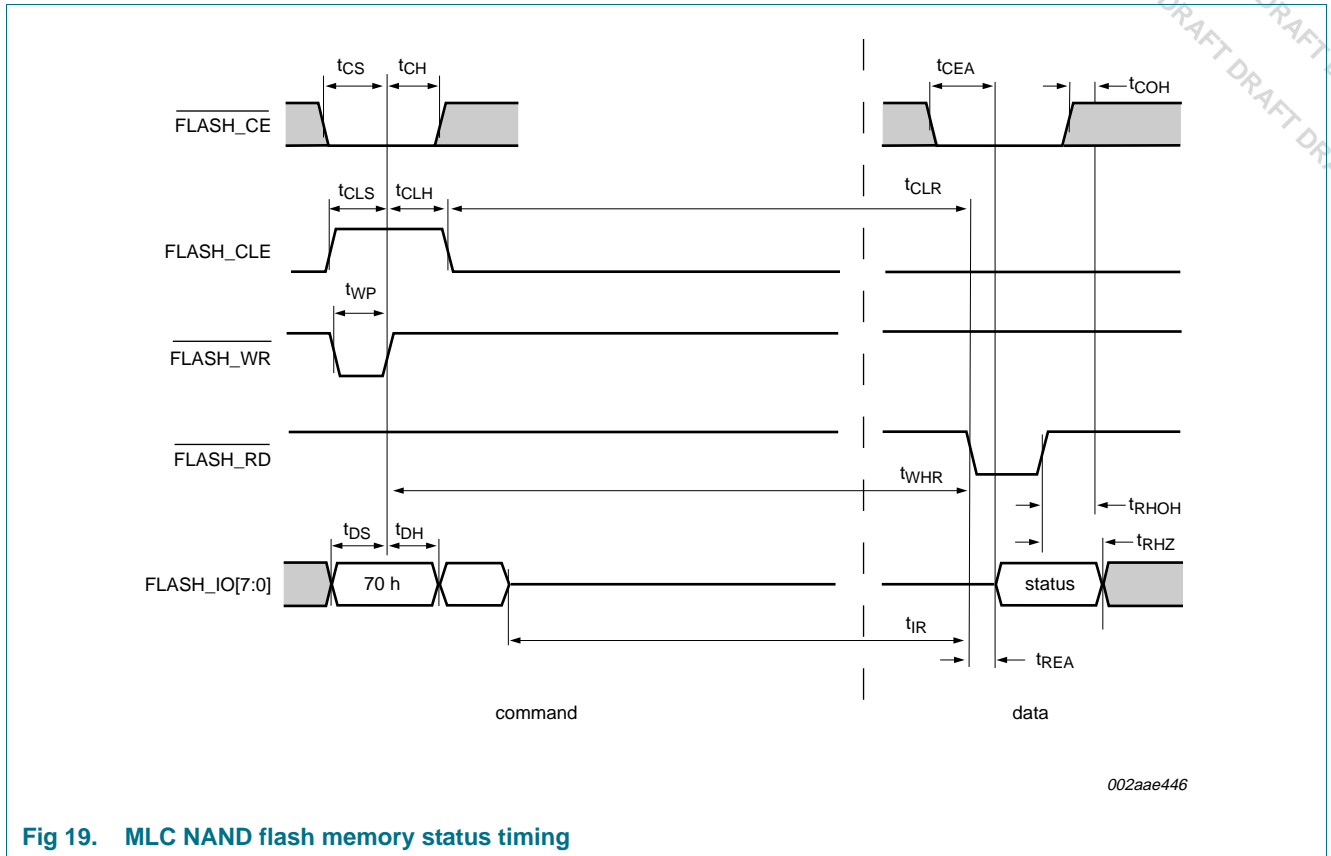 DRAFT DRAFT DRAFT
DRAFT
tCS tCH tCEA tCOH
FLASH_CE
tCLS tCLH tCLR
FLASH_CLE
tWP
FLASH_WR
FLASH_RD
tWHR
tRHOH
tDS tDH tRHZ
FLASH_IO[7:0] 70 h status
tIR
tREA
command data
002aae446
Fig 19. MLC NAND flash memory status timing